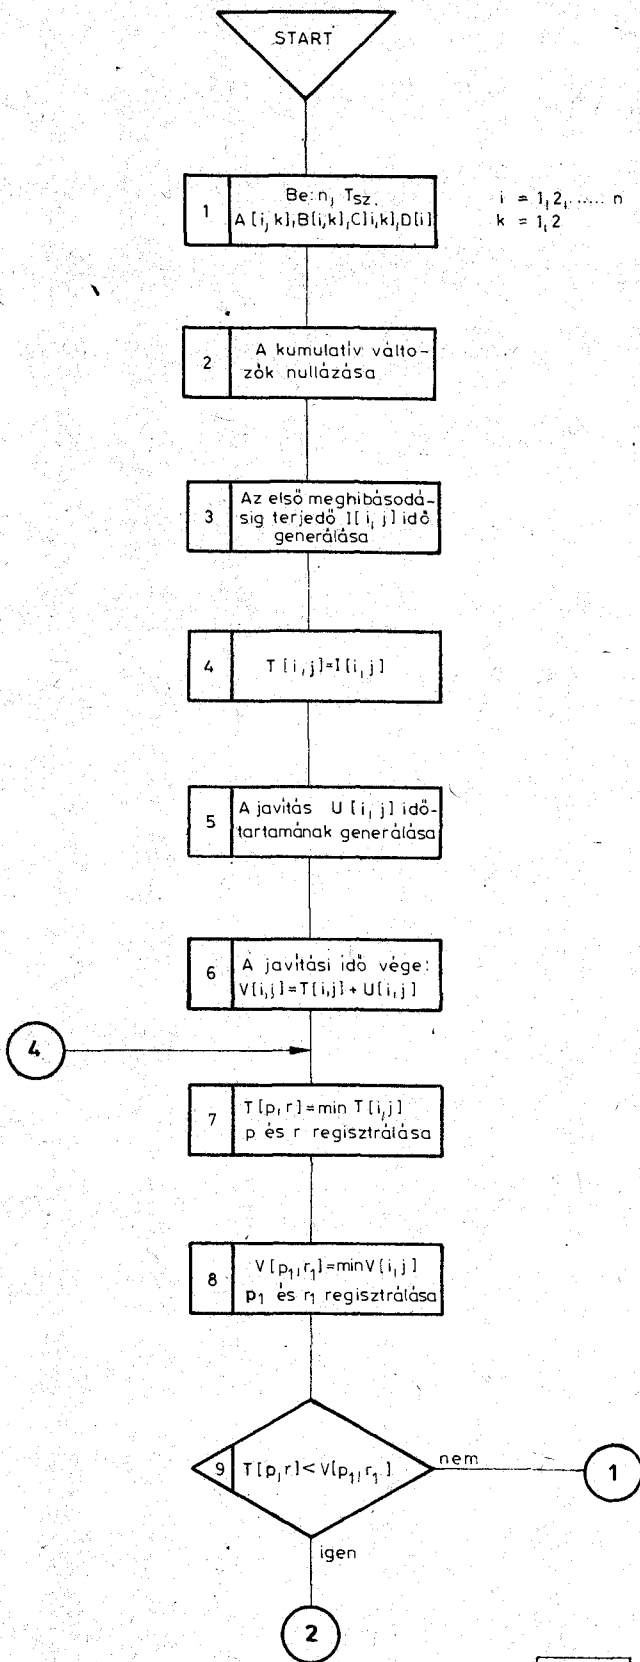 START
1
Be: n, Tsz.
A[i,k],B[i,k],C]i,k],D[i]
i = 1,2,..... n
k = 1,2
2
A kumulatív válto-
zók nullázása
3
Az első meghibásodá-
sig terjedő I[i,j] idő
generálása
4
T[i,j]=I[i,j]
5
A javítás U[i,j] idő-
tartamának generálása
6
A javítási idő vége:
V[i,j]=T[i,j]+U[i,j]
4
7
T[p,r]=min T[i,j]
p és r regisztrálása
8
V[p1,r1]=minV[i,j]
p1 és r1 regisztrálása
9
T[p,r]<V[p1,r1]
nem
1
igen
2